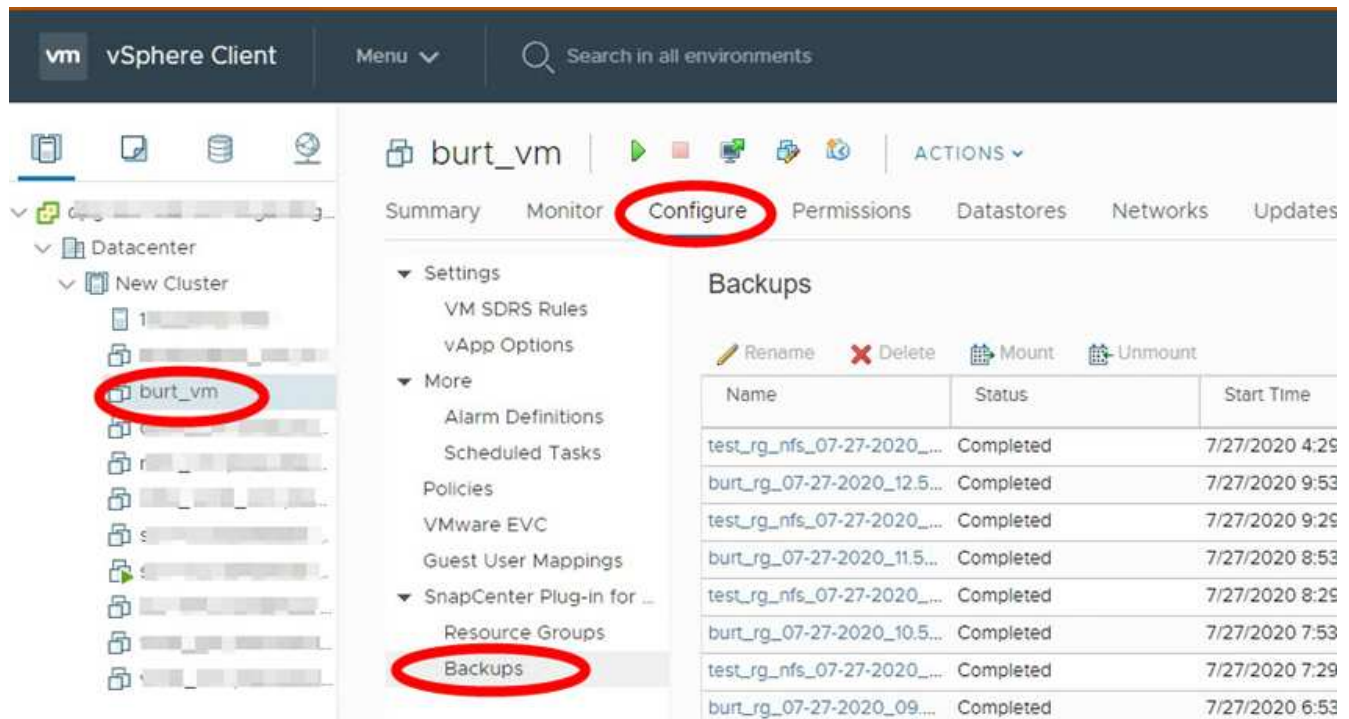 vm vSphere Client Menu Search in all environments
burt_vm ACTIONS
Summary Monitor Configure Permissions Datastores Networks Updates
Datacenter
New Cluster
burt_vm
Settings
VM SDRS Rules
vApp Options
More
Alarm Definitions
Scheduled Tasks
Policies
VMware EVC
Guest User Mappings
SnapCenter Plug-in for ...
Resource Groups
Backups
Backups
Rename Delete Mount Unmount
Name Status Start Time
test_rg_nfs_07-27-2020_... Completed 7/27/2020 4:29
burt_rg_07-27-2020_12.5... Completed 7/27/2020 9:53
test_rg_nfs_07-27-2020_... Completed 7/27/2020 9:29
burt_rg_07-27-2020_11.5... Completed 7/27/2020 8:53
test_rg_nfs_07-27-2020_... Completed 7/27/2020 8:29
burt_rg_07-27-2020_10.5... Completed 7/27/2020 7:53
test_rg_nfs_07-27-2020_... Completed 7/27/2020 7:29
burt_rg_07-27-2020_09.... Completed 7/27/2020 6:53